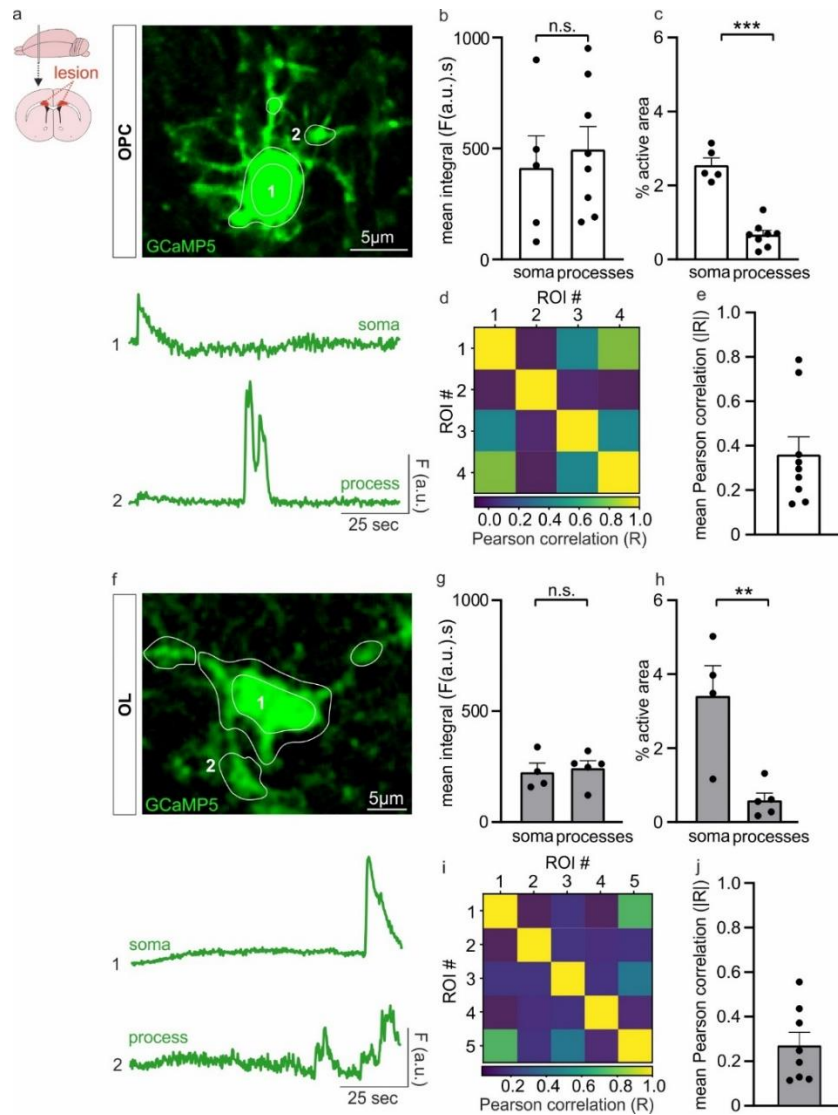 a
lesion
OPC
1
2
GCaMP5
5µm
b
n.s.
mean integral (F(a.u.).s)
1000
500
0
soma processes
c
***
% active area
6
4
2
0
soma processes
1
soma
2
process
F (a.u.)
25 sec
d
ROI #
1 2 3 4
ROI #
1
2
3
4
0.0 0.2 0.4 0.6 0.8 1.0
Pearson correlation (R)
e
mean Pearson correlation (|R|)
1.0
0.8
0.6
0.4
0.2
0
f
OL
1
2
GCaMP5
5µm
g
n.s.
mean integral (F(a.u.).s)
1000
500
0
soma processes
h
**
% active area
6
4
2
0
soma processes
soma
1
process
2
F (a.u.)
25 sec
i
ROI #
1 2 3 4 5
ROI #
1
2
3
4
5
0.2 0.4 0.6 0.8 1.0
Pearson correlation (R)
j
mean Pearson correlation (|R|)
1.0
0.8
0.6
0.4
0.2
0